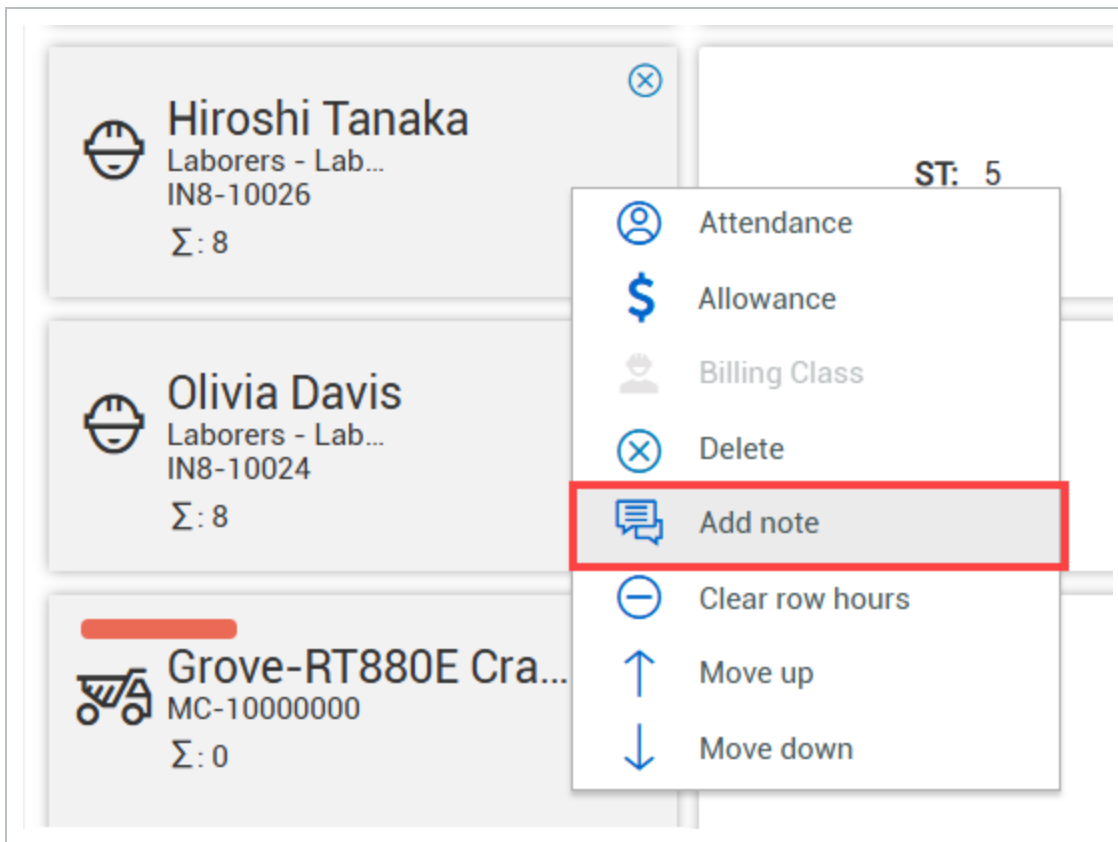 Hiroshi Tanaka
Laborers - Lab...
IN8-10026
Σ: 8
ST: 5
Attendance
Allowance
Billing Class
Delete
Add note
Clear row hours
Move up
Move down
Olivia Davis
Laborers - Lab...
IN8-10024
Σ: 8
Grove-RT880E Cra...
MC-10000000
Σ: 0